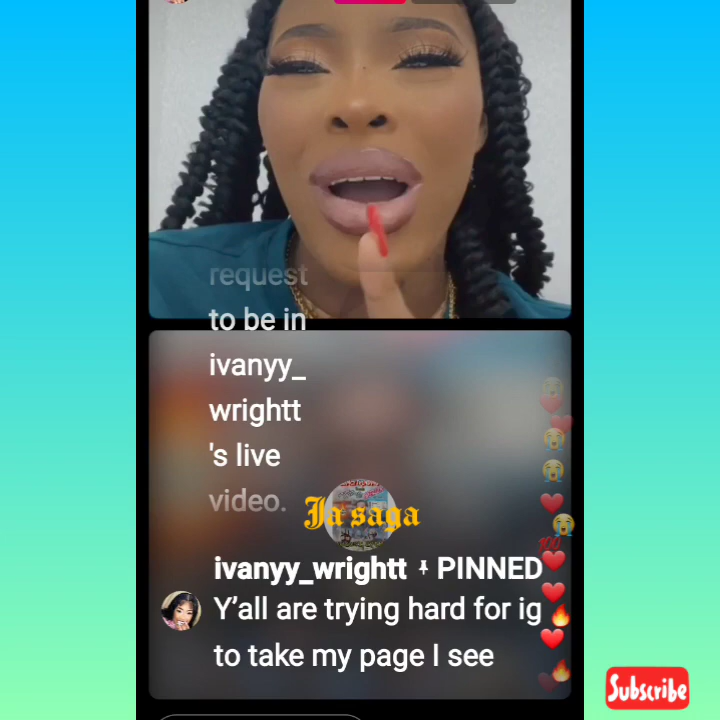 request
to be in
ivanyy_
wrightt
's live
video.
Ja saga
ivanyy_wrightt PINNED
Y’all are trying hard for ig
to take my page I see
Subscribe